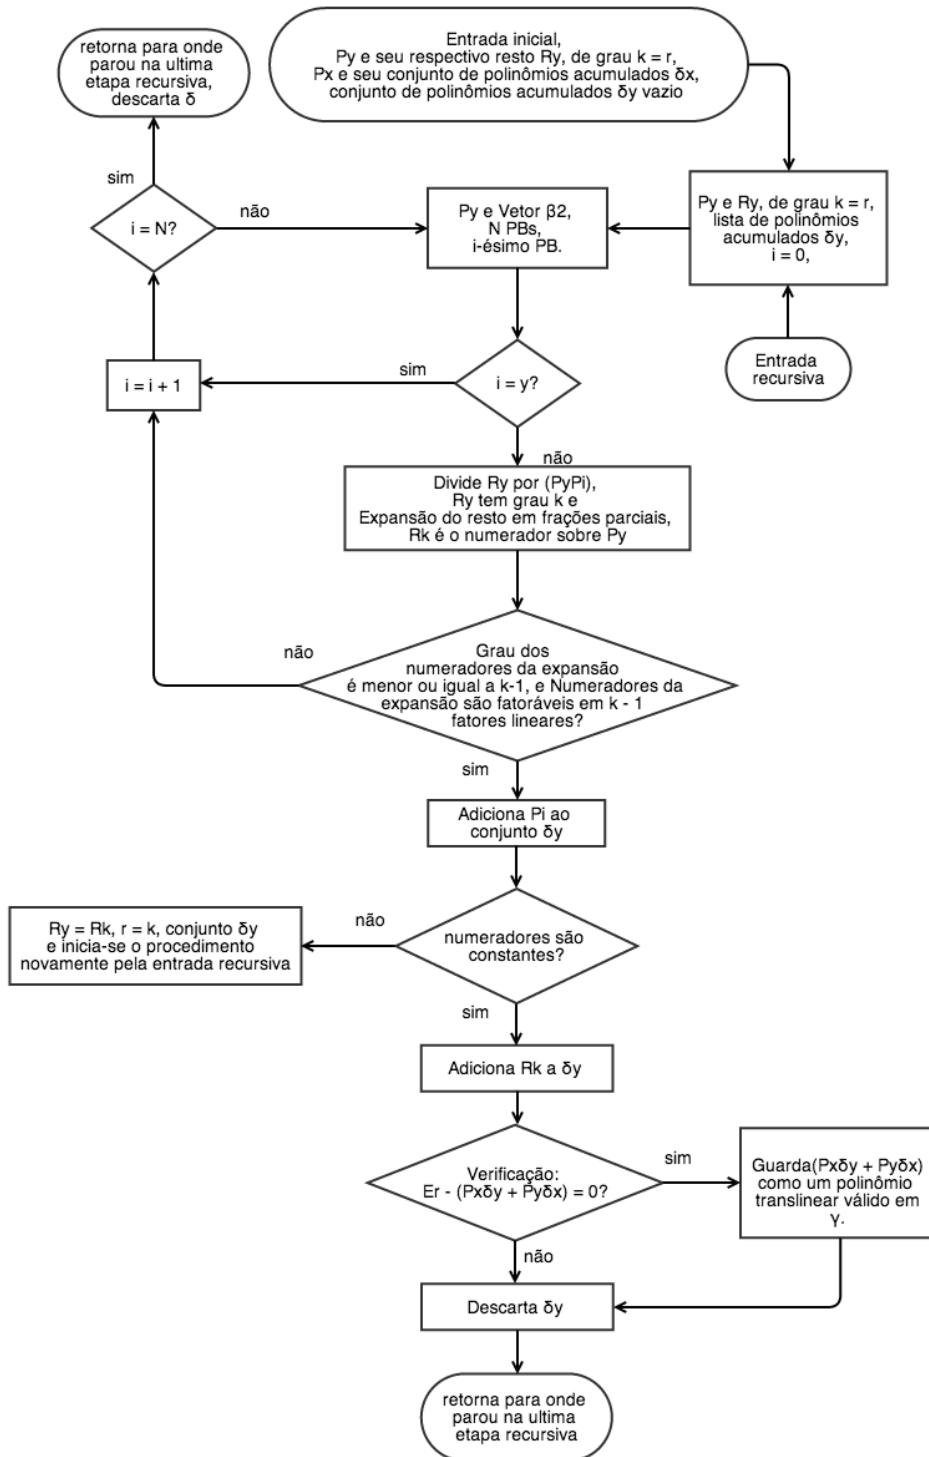 Entrada inicial,
Py e seu respectivo resto Ry, de grau k = r,
Px e seu conjunto de polinômios acumulados δx,
conjunto de polinômios acumulados δy vazio
retorna para onde
parou na ultima
etapa recursiva,
descarta δ
sim
i = N?
não
Py e Vetor β2,
N PBs,
i-ésimo PB.
Py e Ry, de grau k = r,
lista de polinômios
acumulados δy,
i = 0,
Entrada
recursiva
i = i + 1
sim
i = y?
não
Divide Ry por (PyPi),
Ry tem grau k e
Expansão do resto em frações parciais,
Rk é o numerador sobre Py
não
Grau dos
numeradores da expansão
é menor ou igual a k-1, e Numeradores da
expansão são fatoráveis em k - 1
fatores lineares?
sim
Adiciona Pi ao
conjunto δy
não
numeradores são
constantes?
Ry = Rk, r = k, conjunto δy
e inicia-se o procedimento
novamente pela entrada recursiva
sim
Adiciona Rk a δy
Verificação:
Er - (Pxδy + Pyδx) = 0?
sim
Guarda(Pxδy + Pyδx)
como um polinômio
translinear válido em
γ.
não
Descarta δy
retorna para onde
parou na ultima
etapa recursiva